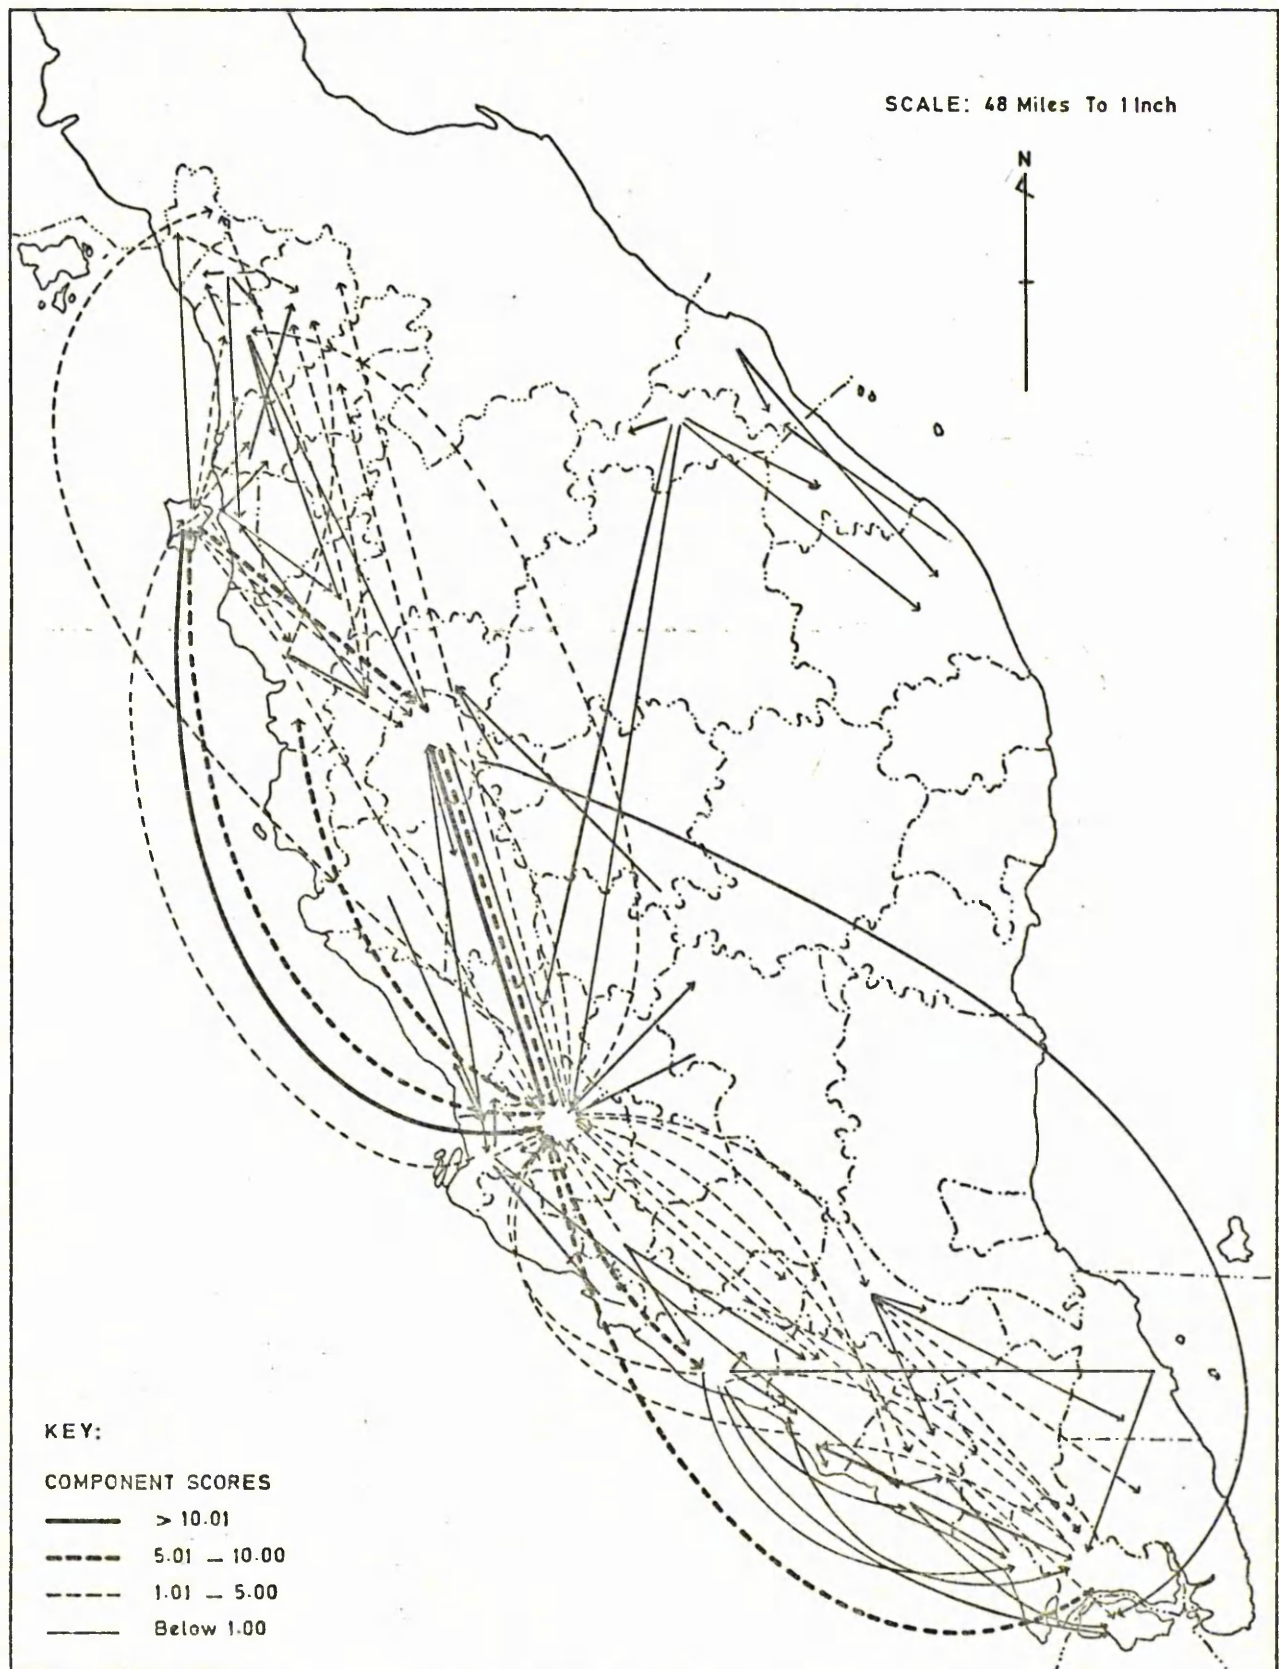 SCALE: 48 Miles To 1 Inch
N
KEY:
COMPONENT SCORES
> 10.01
5.01 — 10.00
1.01 — 5.00
Below 1.00